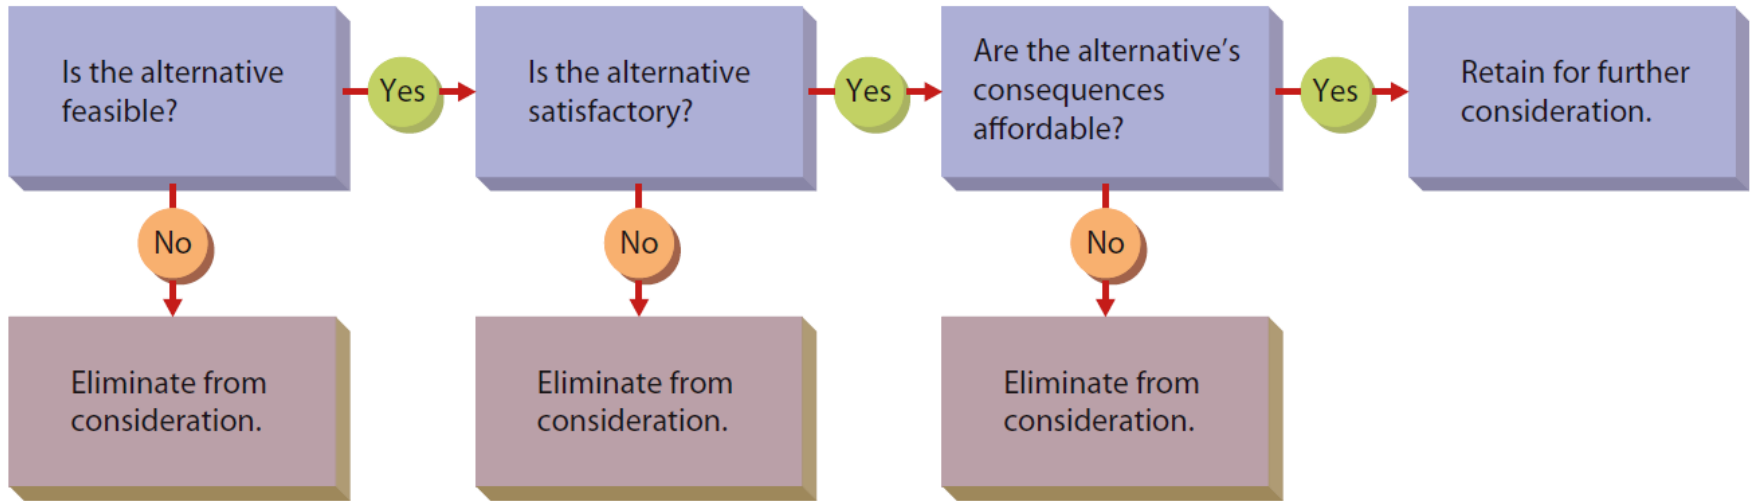 Is the alternative
feasible?
Yes
Is the alternative
satisfactory?
Yes
Are the alternative’s
consequences
affordable?
Yes
Retain for further
consideration.
No
No
No
Eliminate from
consideration.
Eliminate from
consideration.
Eliminate from
consideration.